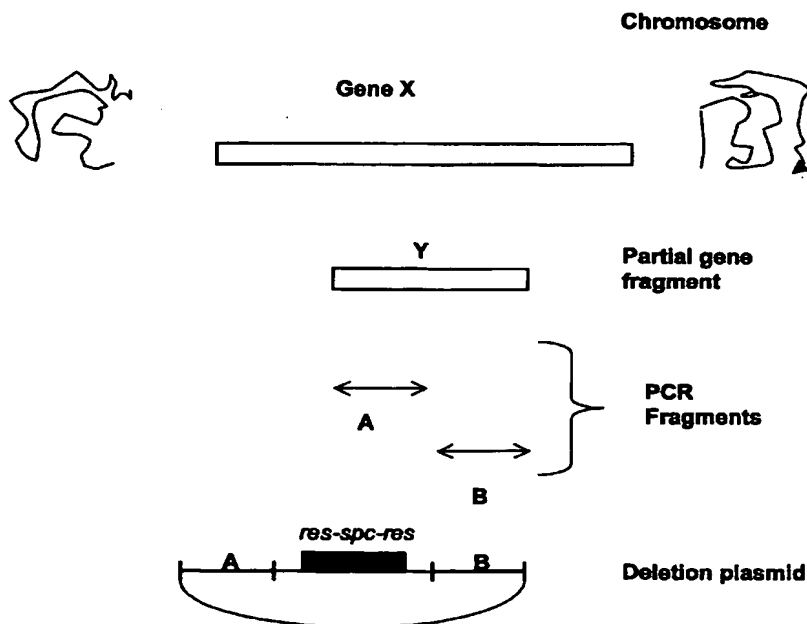 Chromosome
Gene X
Y
Partial gene
fragment
A
PCR
Fragments
B
res-spc-res
A
B
Deletion plasmid